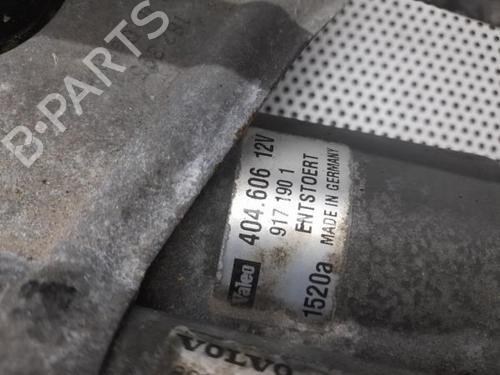 B-PARTS
Valeo
404.606 12V
917 190 1
ENTSTOERT
1520a MADE IN GERMANY
VOLVO